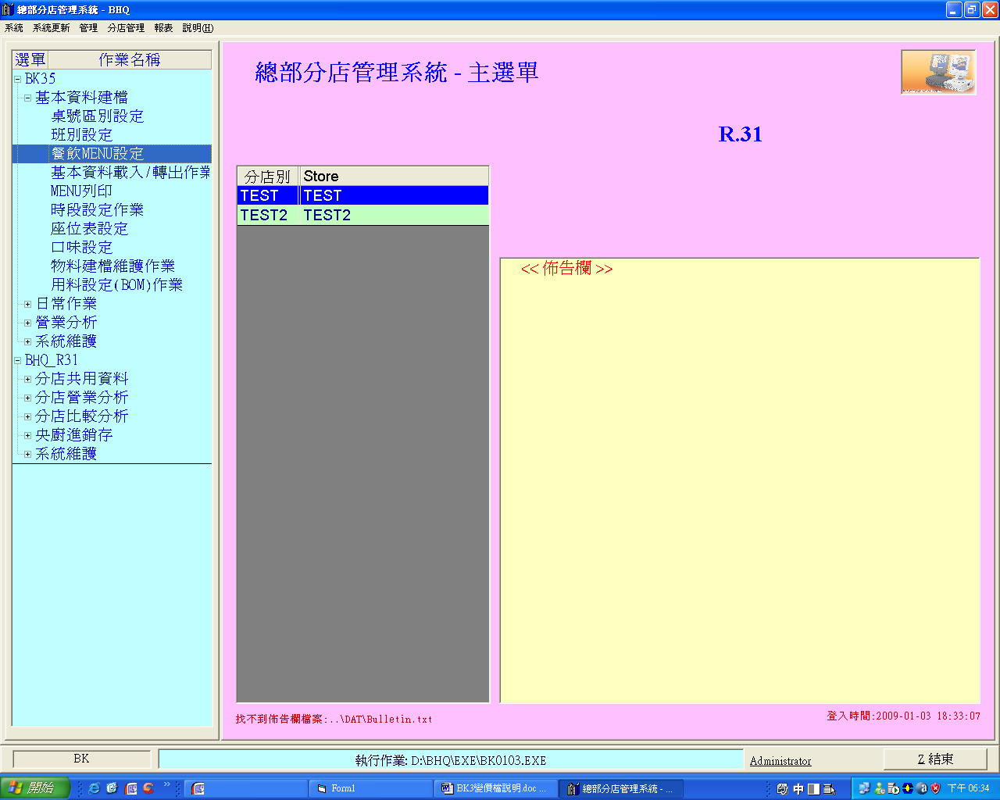 總部分店管理系統 - BHQ
系統 系統更新 管理 分店管理 報表 說明(H)
選單 作業名稱
BK35
基本資料建檔
桌號區別設定
班別設定
餐飲MENU設定
基本資料載入/轉出作業
MENU列印
時段設定作業
座位表設定
口味設定
物料建檔維護作業
用料設定(BOM)作業
日常作業
營業分析
系統維護
BHQ_R31
分店共用資料
分店營業分析
分店比較分析
央廚進銷存
系統維護
總部分店管理系統 - 主選單
R.31
分店別 Store
TEST TEST
TEST2 TEST2
<< 佈告欄 >>
找不到佈告欄檔案:..\DAT\Bulletin.txt
登入時間:2009-01-03 18:33:07
BK
執行作業: D:\BHQ\EXE\BK0103.EXE
Administrator
Z 結束
開始
Form1
BK3變價檔說明.doc ...
總部分店管理系統 - ...
中
下午 06:34